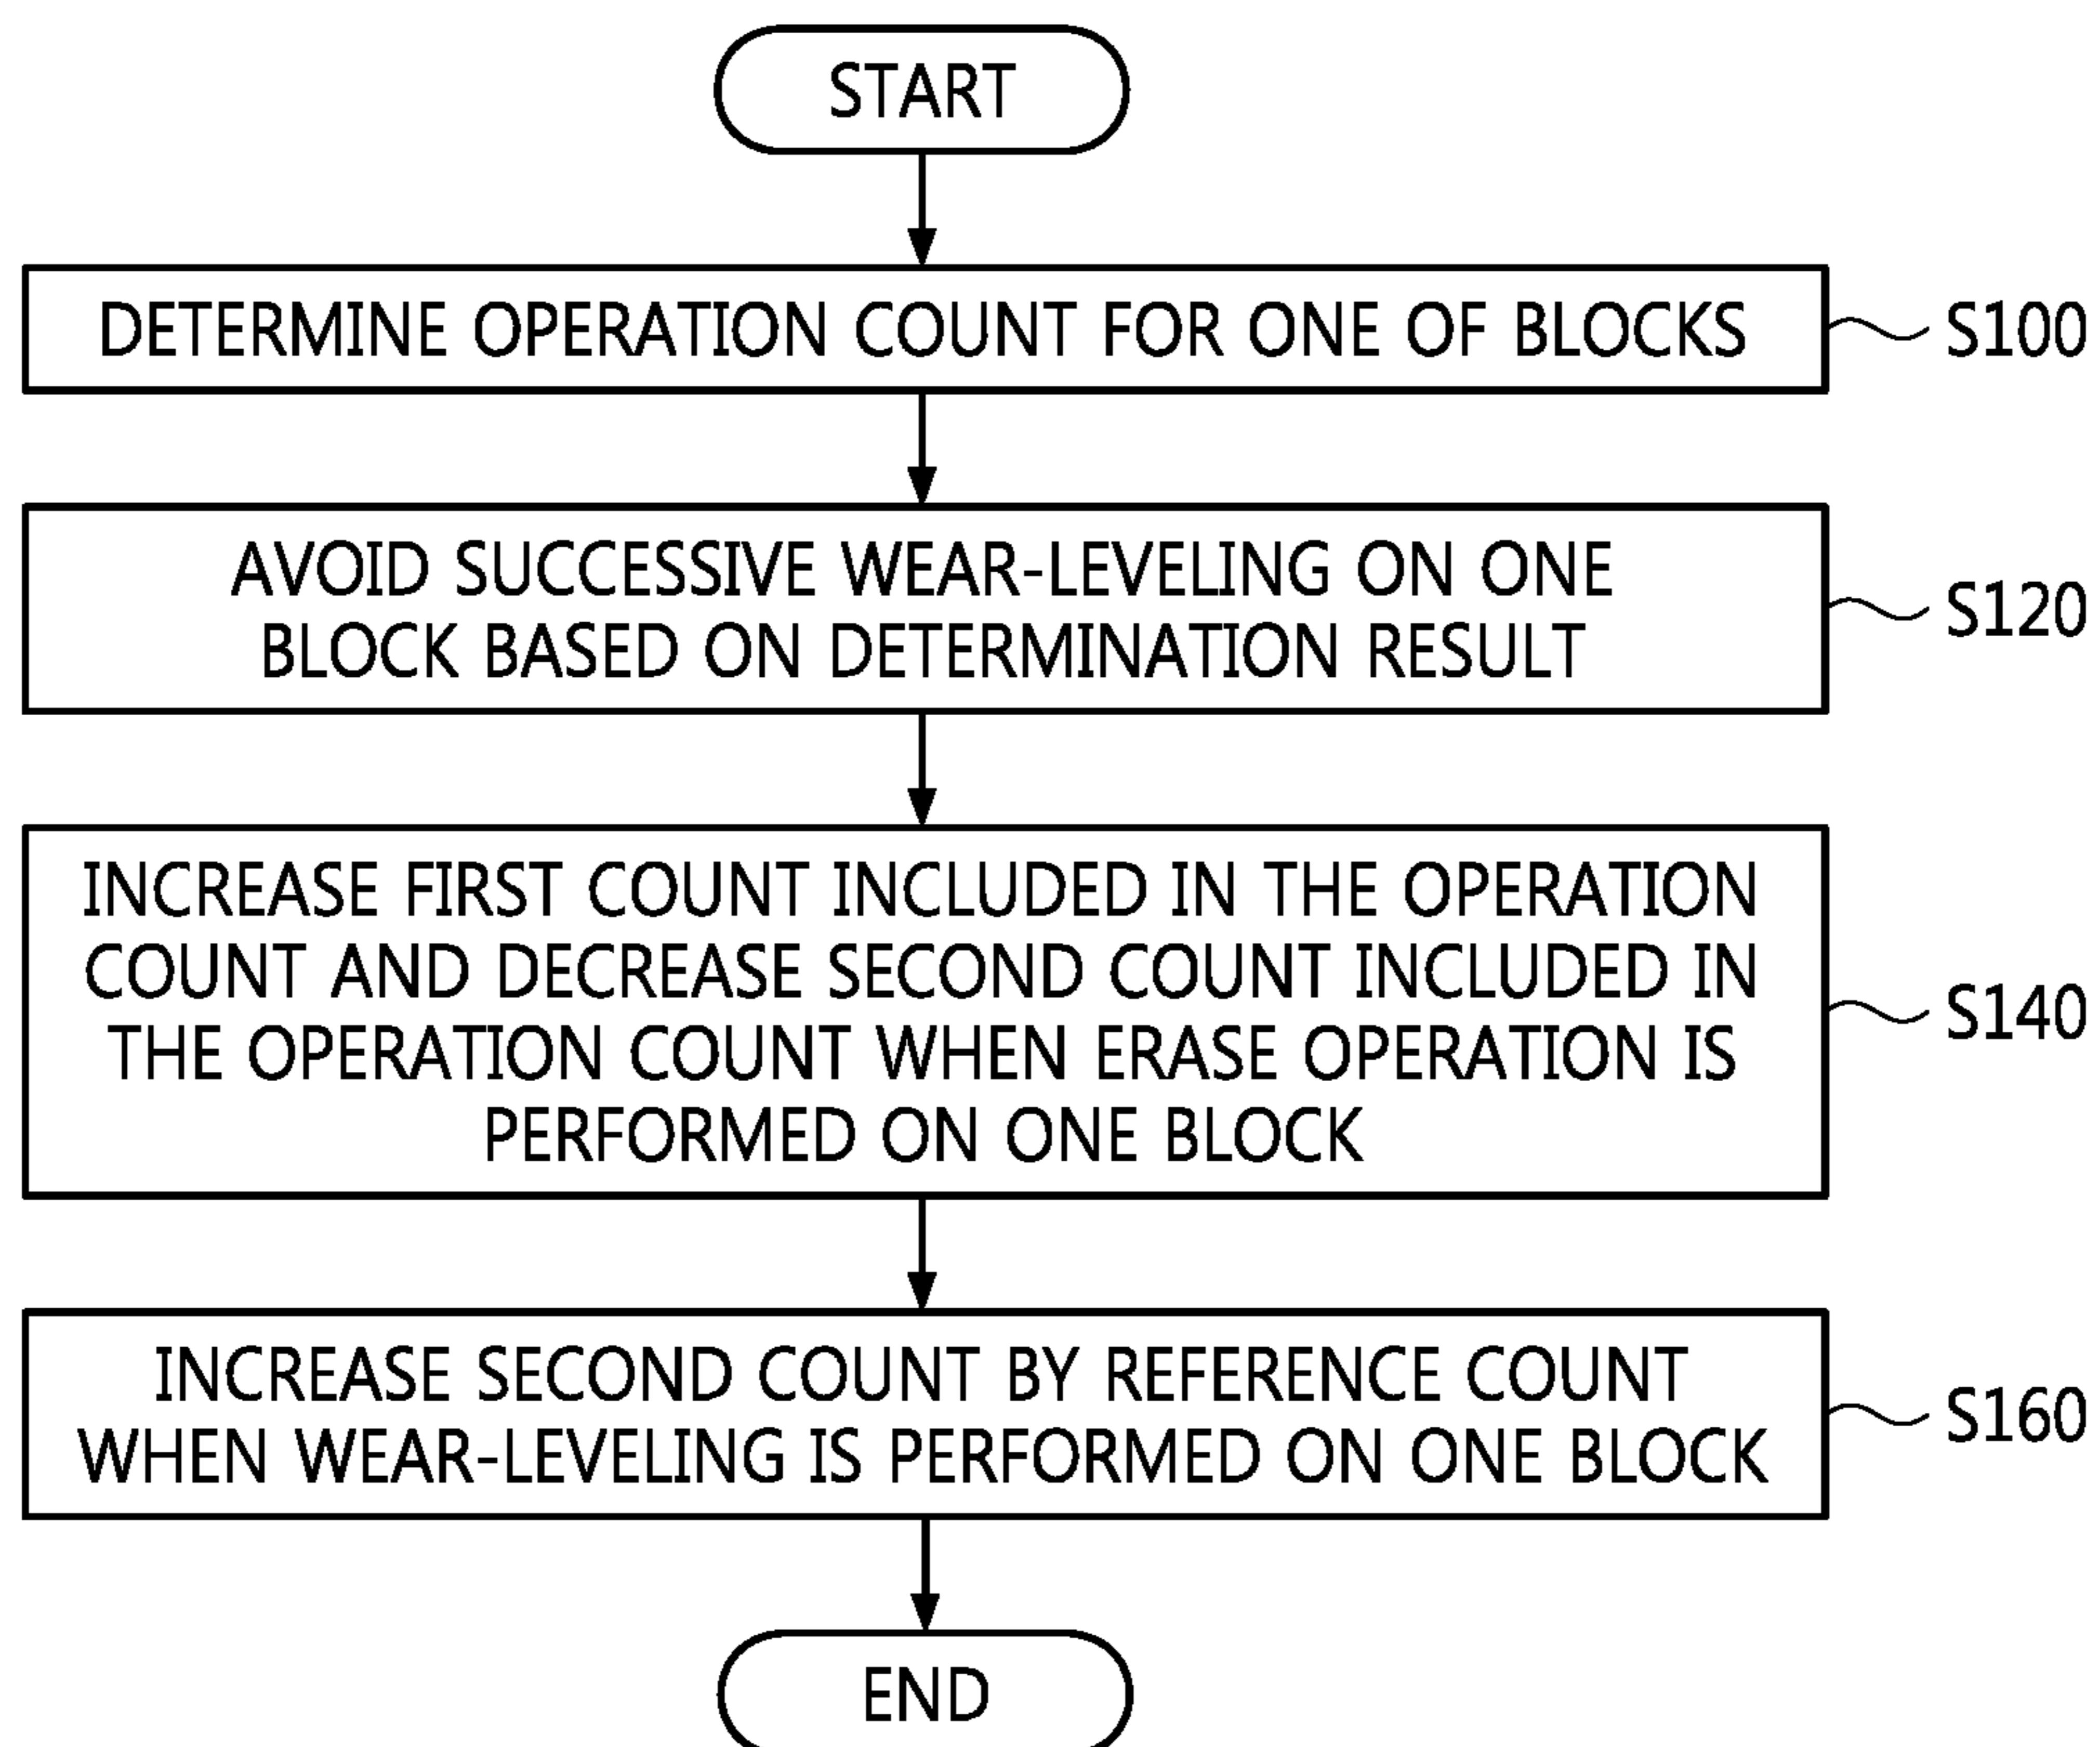 START
DETERMINE OPERATION COUNT FOR ONE OF BLOCKS
S100
AVOID SUCCESSIVE WEAR-LEVELING ON ONE
BLOCK BASED ON DETERMINATION RESULT
S120
INCREASE FIRST COUNT INCLUDED IN THE OPERATION
COUNT AND DECREASE SECOND COUNT INCLUDED IN
THE OPERATION COUNT WHEN ERASE OPERATION IS
PERFORMED ON ONE BLOCK
S140
INCREASE SECOND COUNT BY REFERENCE COUNT
WHEN WEAR-LEVELING IS PERFORMED ON ONE BLOCK
S160
END